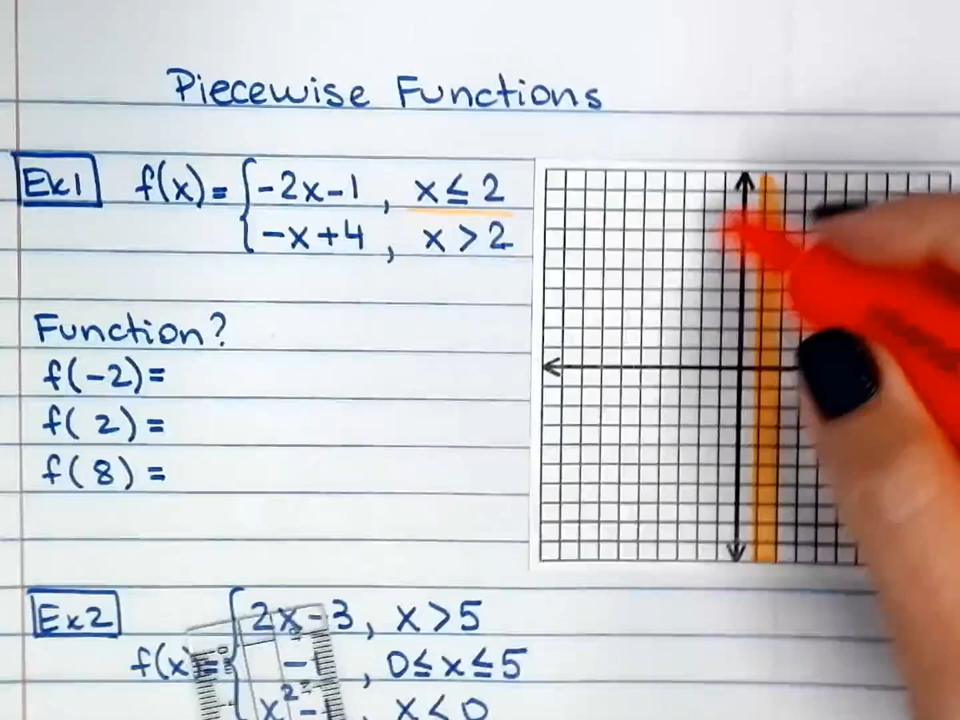 Piecewise Functions
Ex1 f(x)= { -2x-1 , x ≤ 2
-x+4 , x > 2
Function?
f(-2)=
f( 2)=
f( 8) =
Ex2 2x-3, x > 5
f(x)= { - , 0≤x≤5
x²- , x < 0